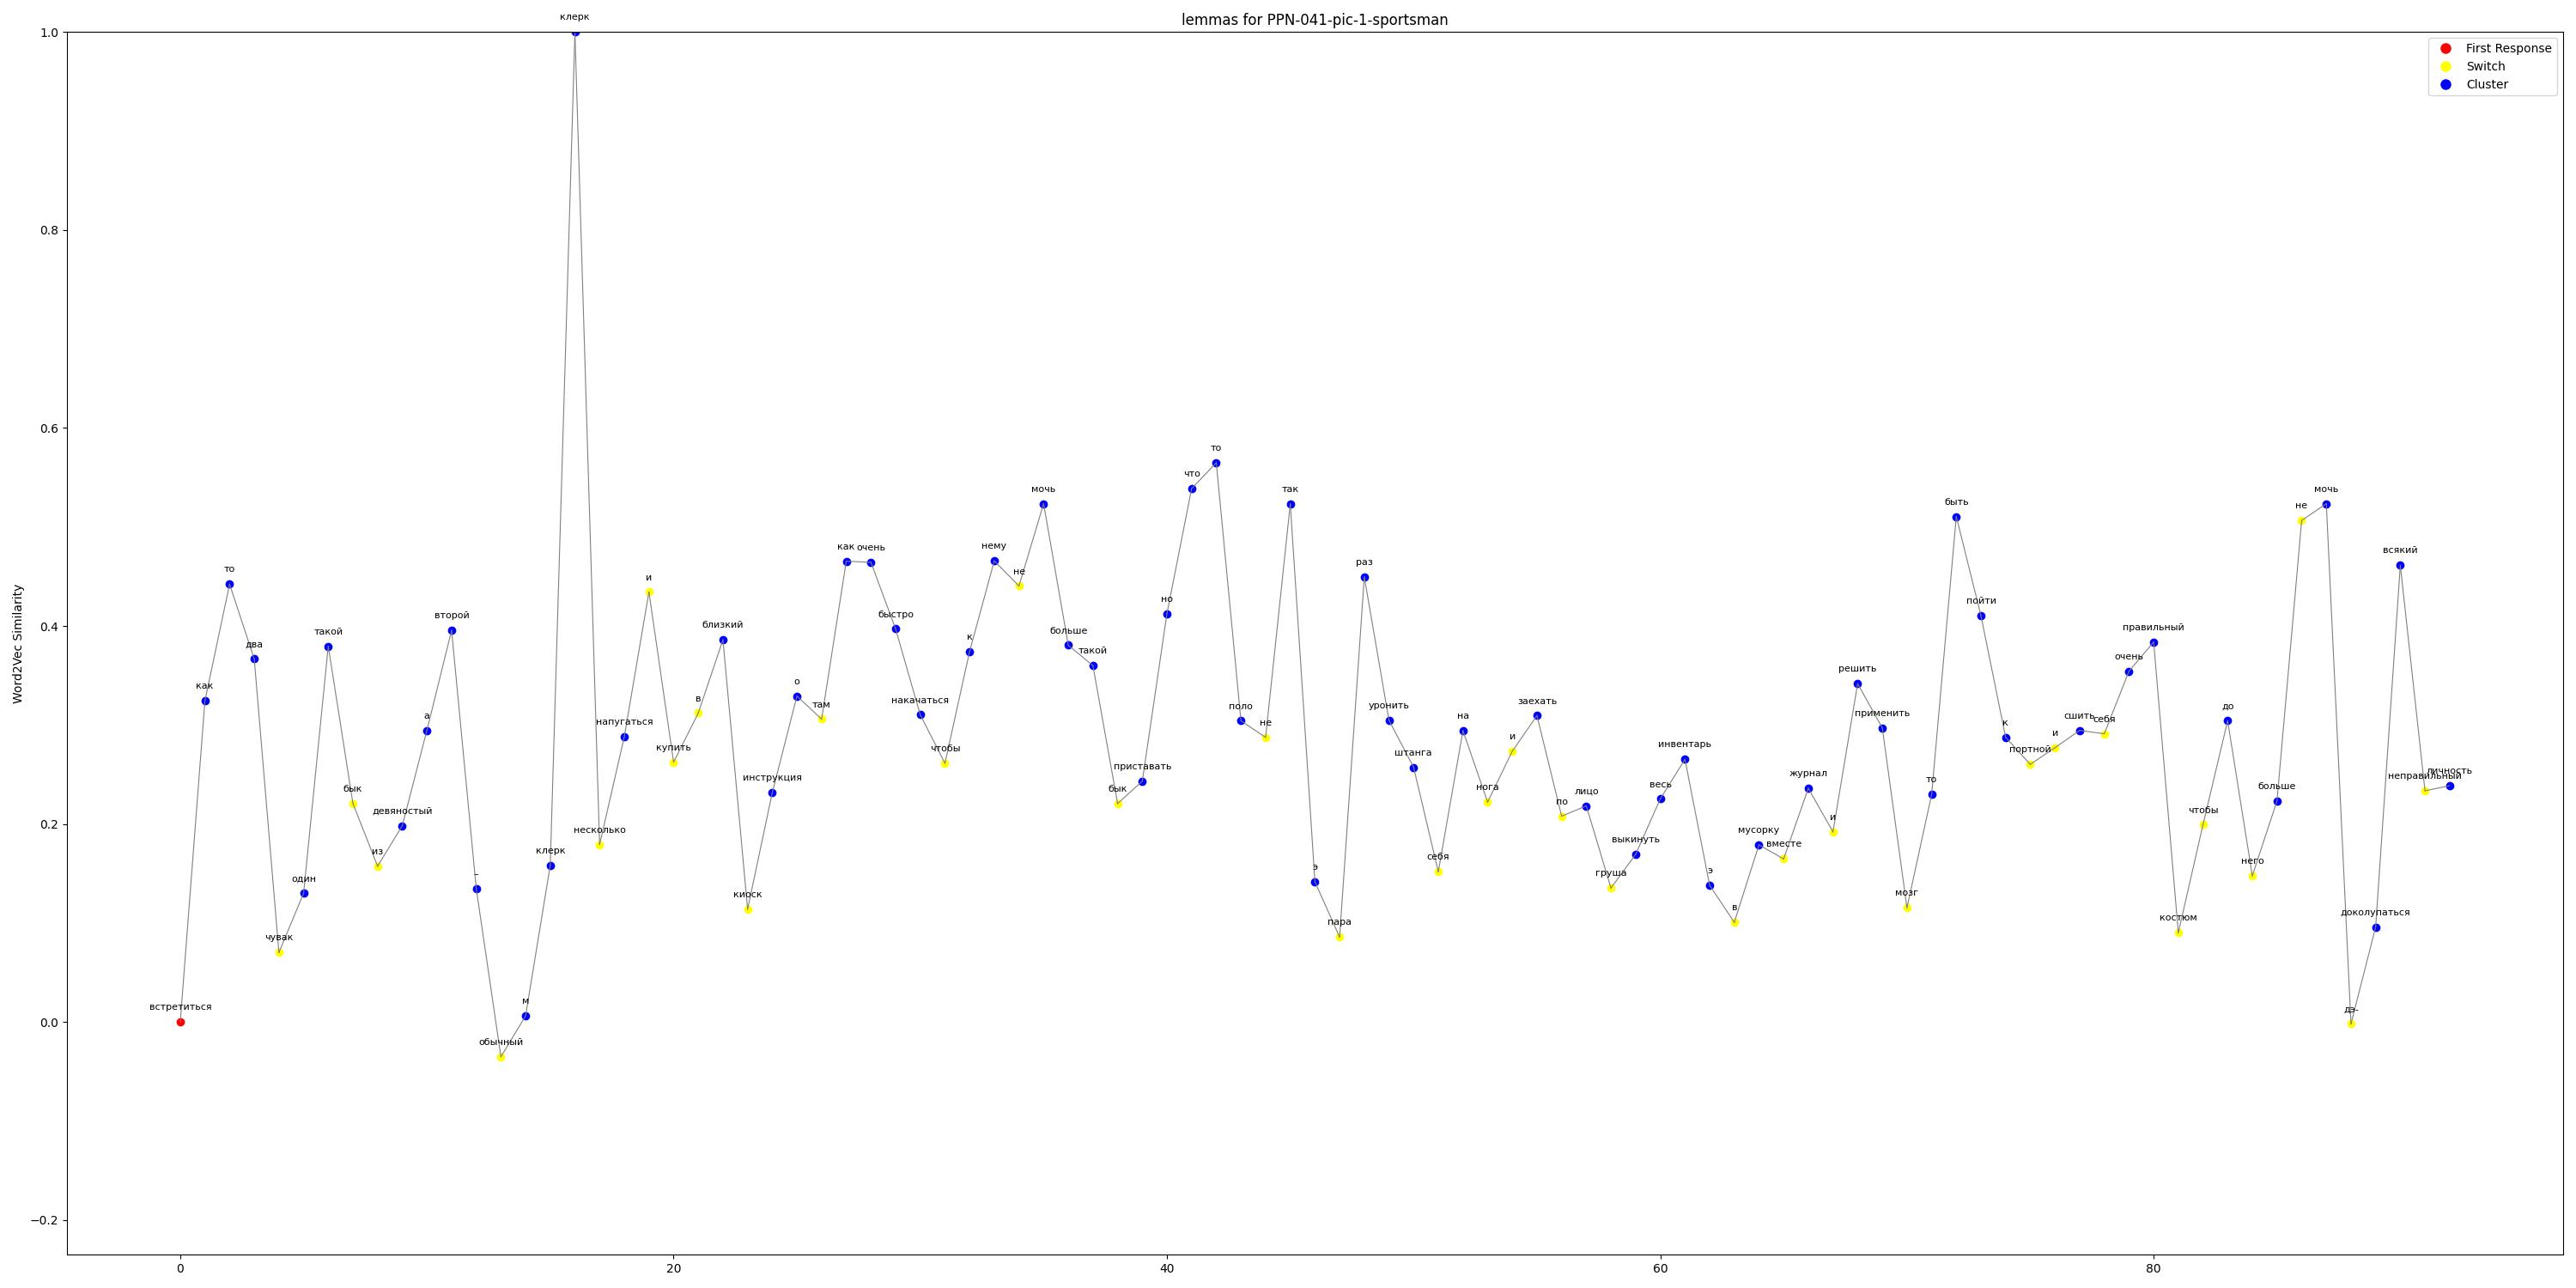 lemmas for PPN-041-pic-1-sportsman
First Response
Switch
Cluster
Word2Vec Similarity
1.0
0.8
0.6
0.4
0.2
0.0
−0.2
0
20
40
60
80
встретиться
как
то
два
чувак
один
такой
бык
из
девяностый
а
второй
–
обычный
м
клерк
клерк
несколько
напугаться
и
купить
в
близкий
киоск
инструкция
о
там
как
очень
быстро
накачаться
чтобы
к
нему
не
мочь
больше
такой
бык
приставать
но
что
то
поло
не
так
э
пара
раз
уронить
штанга
себя
на
нога
и
заехать
по
лицо
груша
выкинуть
весь
инвентарь
э
в
мусорку
вместе
журнал
и
решить
применить
мозг
то
быть
пойти
к
портной
и
сшить
себя
очень
правильный
костюм
чтобы
до
него
больше
не
мочь
дэ-
доколупаться
всякий
неправильный
личность